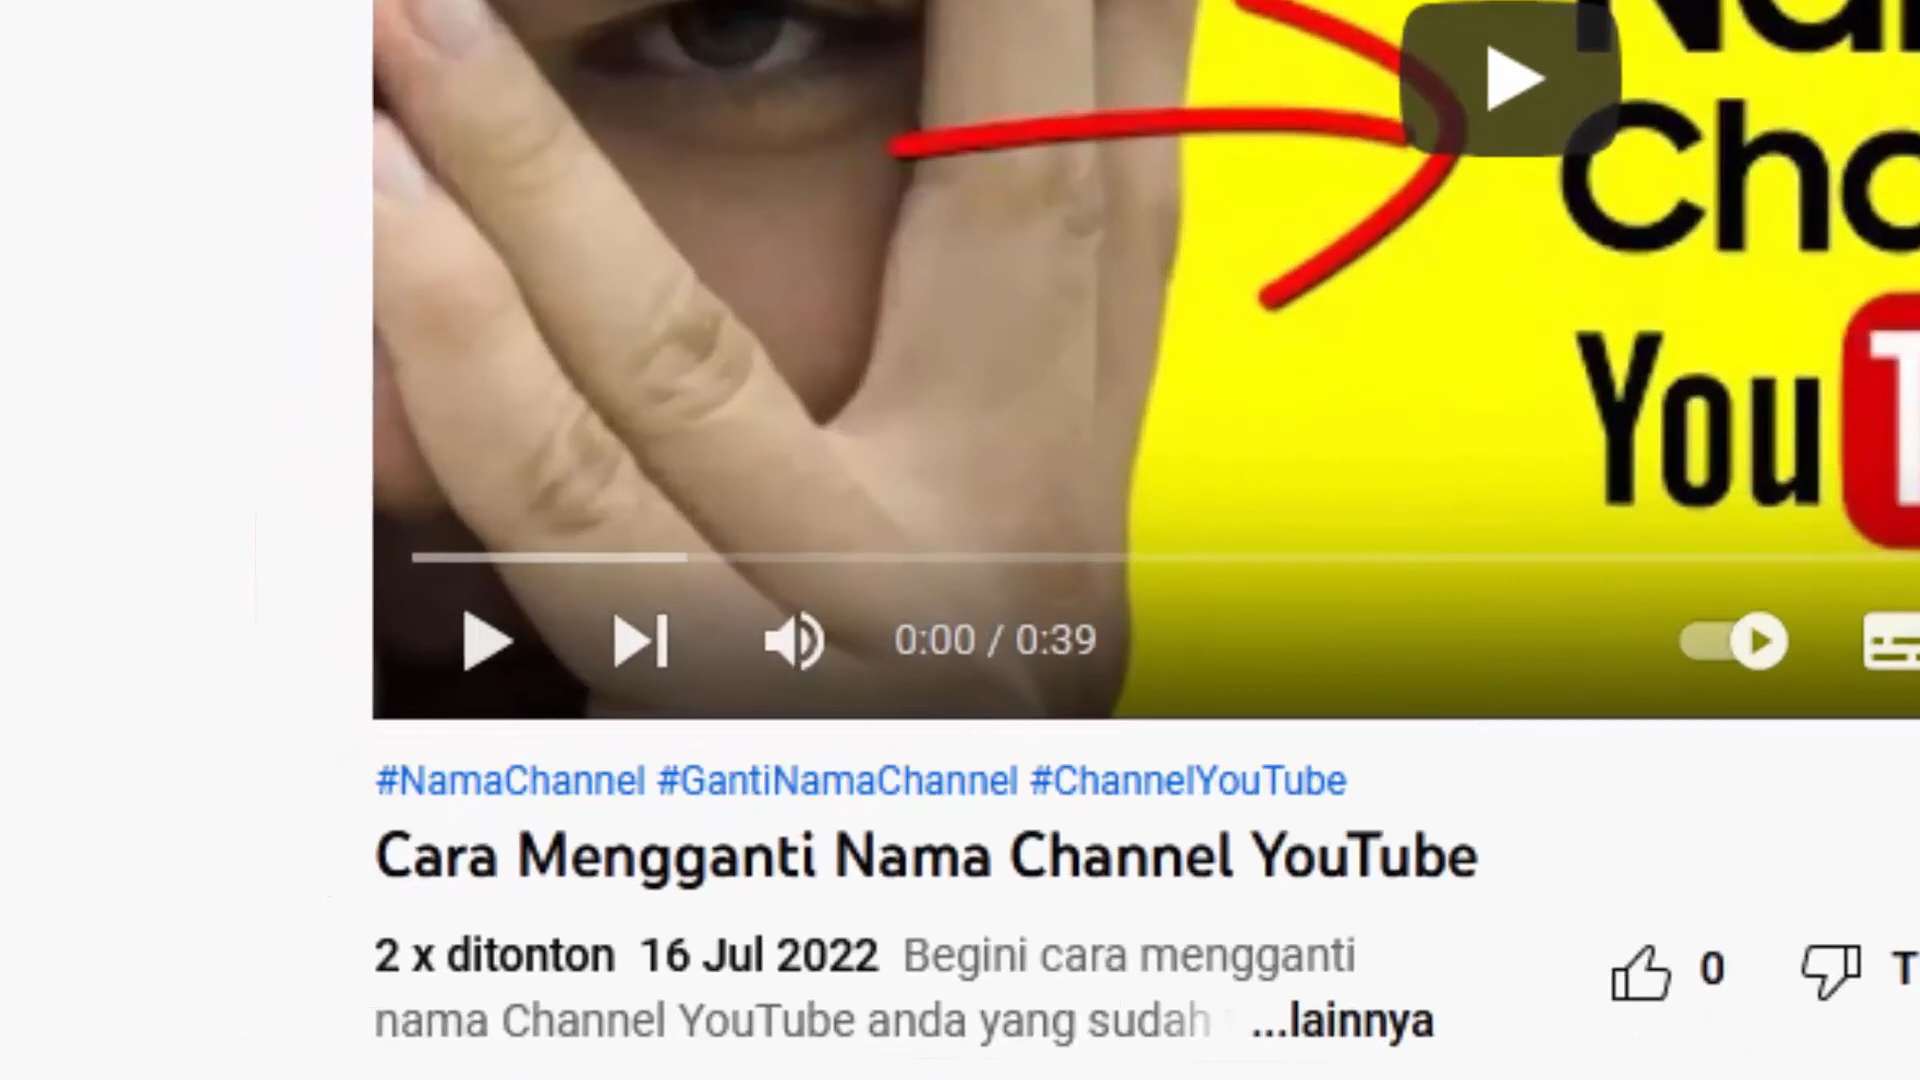 You
0:00 / 0:39
#NamaChannel #GantiNamaChannel #ChannelYouTube
Cara Mengganti Nama Channel YouTube
2 x ditonton 16 Jul 2022 Begini cara mengganti
nama Channel YouTube anda yang sudah ...lainnya
0